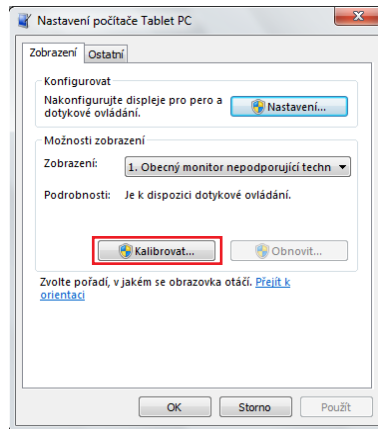 Nastavení počítače Tablet PC
Zobrazení Ostatní
Konfigurovat
Nakonfigurujte displeje pro pero a
dotykové ovládání.
Nastavení...
Možnosti zobrazení
Zobrazení: 1. Obecný monitor nepodporující techn
Podrobnosti: Je k dispozici dotykové ovládání.
Kalibrovat... Obnovit...
Zvolte pořadí, v jakém se obrazovka otáčí. Přejít k
orientaci
OK Storno Použít